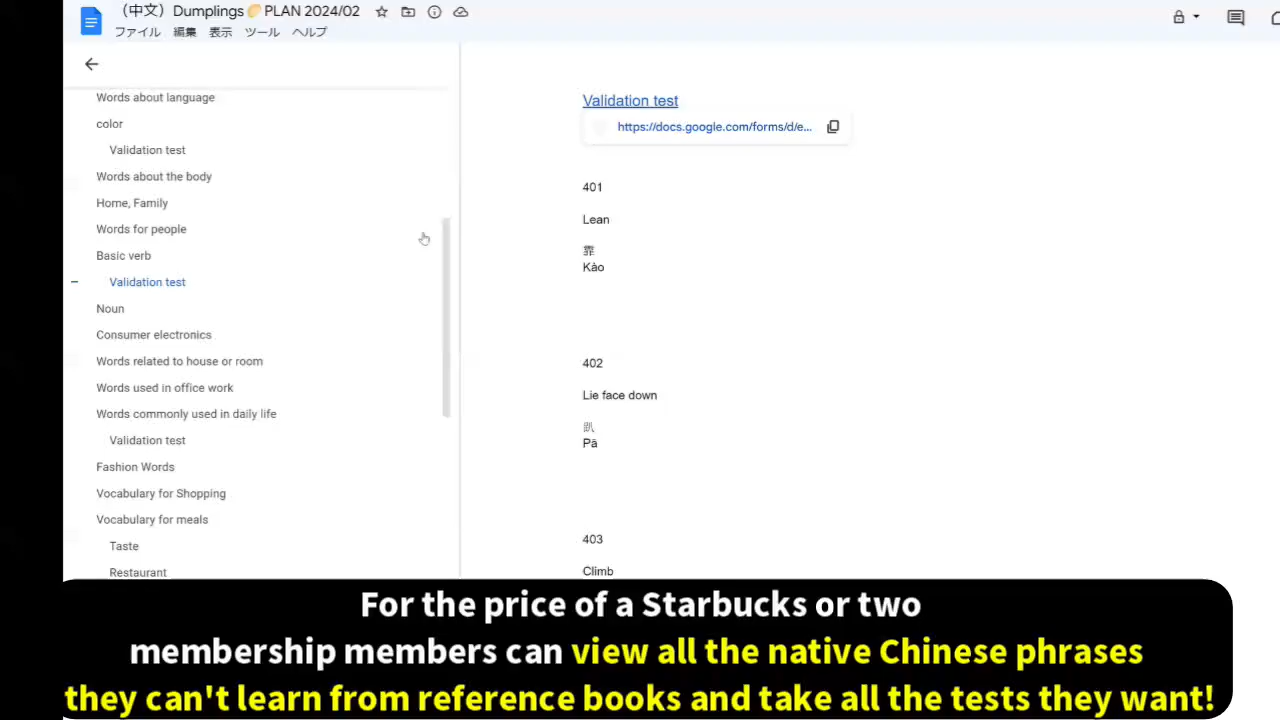 （中文）Dumplings🥟PLAN 2024/02
ファイル 編集 表示 ツール ヘルプ
Words about language
color
Validation test
Words about the body
Home, Family
Words for people
Basic verb
Validation test
Noun
Consumer electronics
Words related to house or room
Words used in office work
Words commonly used in daily life
Validation test
Fashion Words
Vocabulary for Shopping
Vocabulary for meals
Taste
Restaurant
Validation test
https://docs.google.com/forms/d/e...
401
Lean
靠
Kào
402
Lie face down
趴
Pā
403
Climb
For the price of a Starbucks or two
membership members can view all the native Chinese phrases
they can't learn from reference books and take all the tests they want!